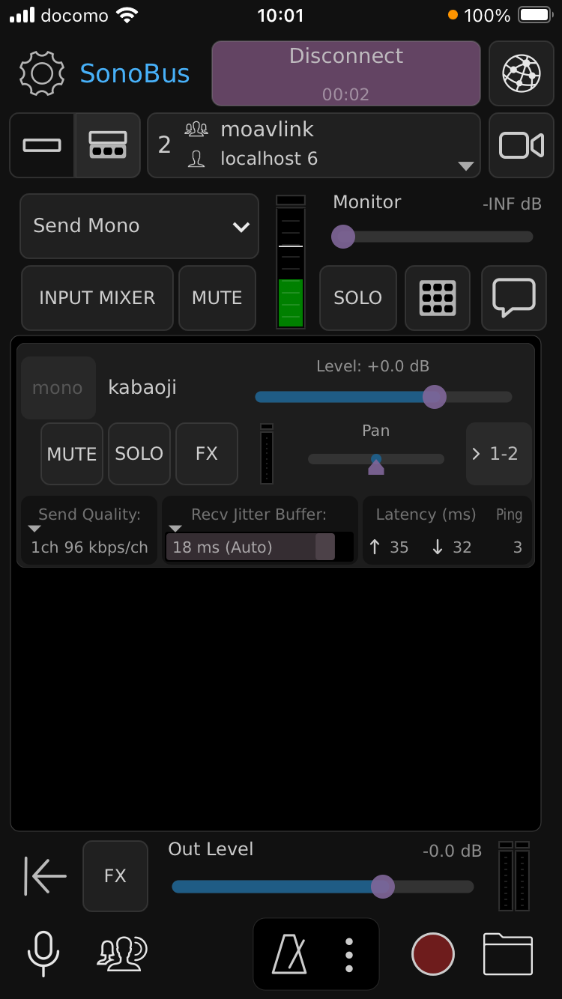 docomo 10:01 100%
SonoBus
Disconnect
00:02
2 moavlink
localhost 6
Send Mono
Monitor -INF dB
INPUT MIXER MUTE SOLO
mono kabaoji
Level: +0.0 dB
MUTE SOLO FX
Pan
1-2
Send Quality:
1ch 96 kbps/ch
Recv Jitter Buffer:
18 ms (Auto)
Latency (ms) Ping
35 32 3
FX
Out Level -0.0 dB